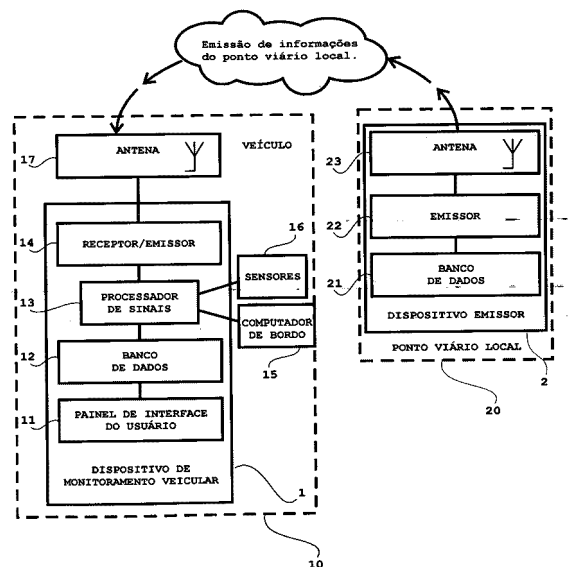 Emissão de informações
do ponto viário local.
17
ANTENA
VEÍCULO
14
RECEPTOR/EMISSOR
16
SENSORES
13
PROCESSADOR
DE SINAIS
COMPUTADOR
DE BORDO
15
12
BANCO
DE DADOS
11
PAINEL DE INTERFACE
DO USUÁRIO
DISPOSITIVO DE
MONITORAMENTO VEICULAR
1
10
23
ANTENA
22
EMISSOR
21
BANCO
DE DADOS
DISPOSITIVO EMISSOR
PONTO VIÁRIO LOCAL
2
20